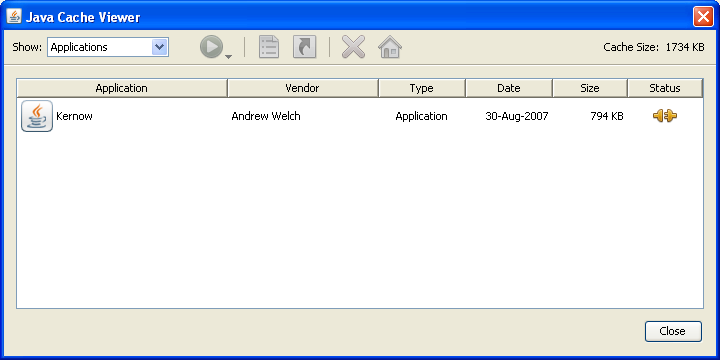 Java Cache Viewer
Show: Applications Cache Size: 1734 KB
Application Vendor Type Date Size Status
Kernow Andrew Welch Application 30-Aug-2007 794 KB
Close